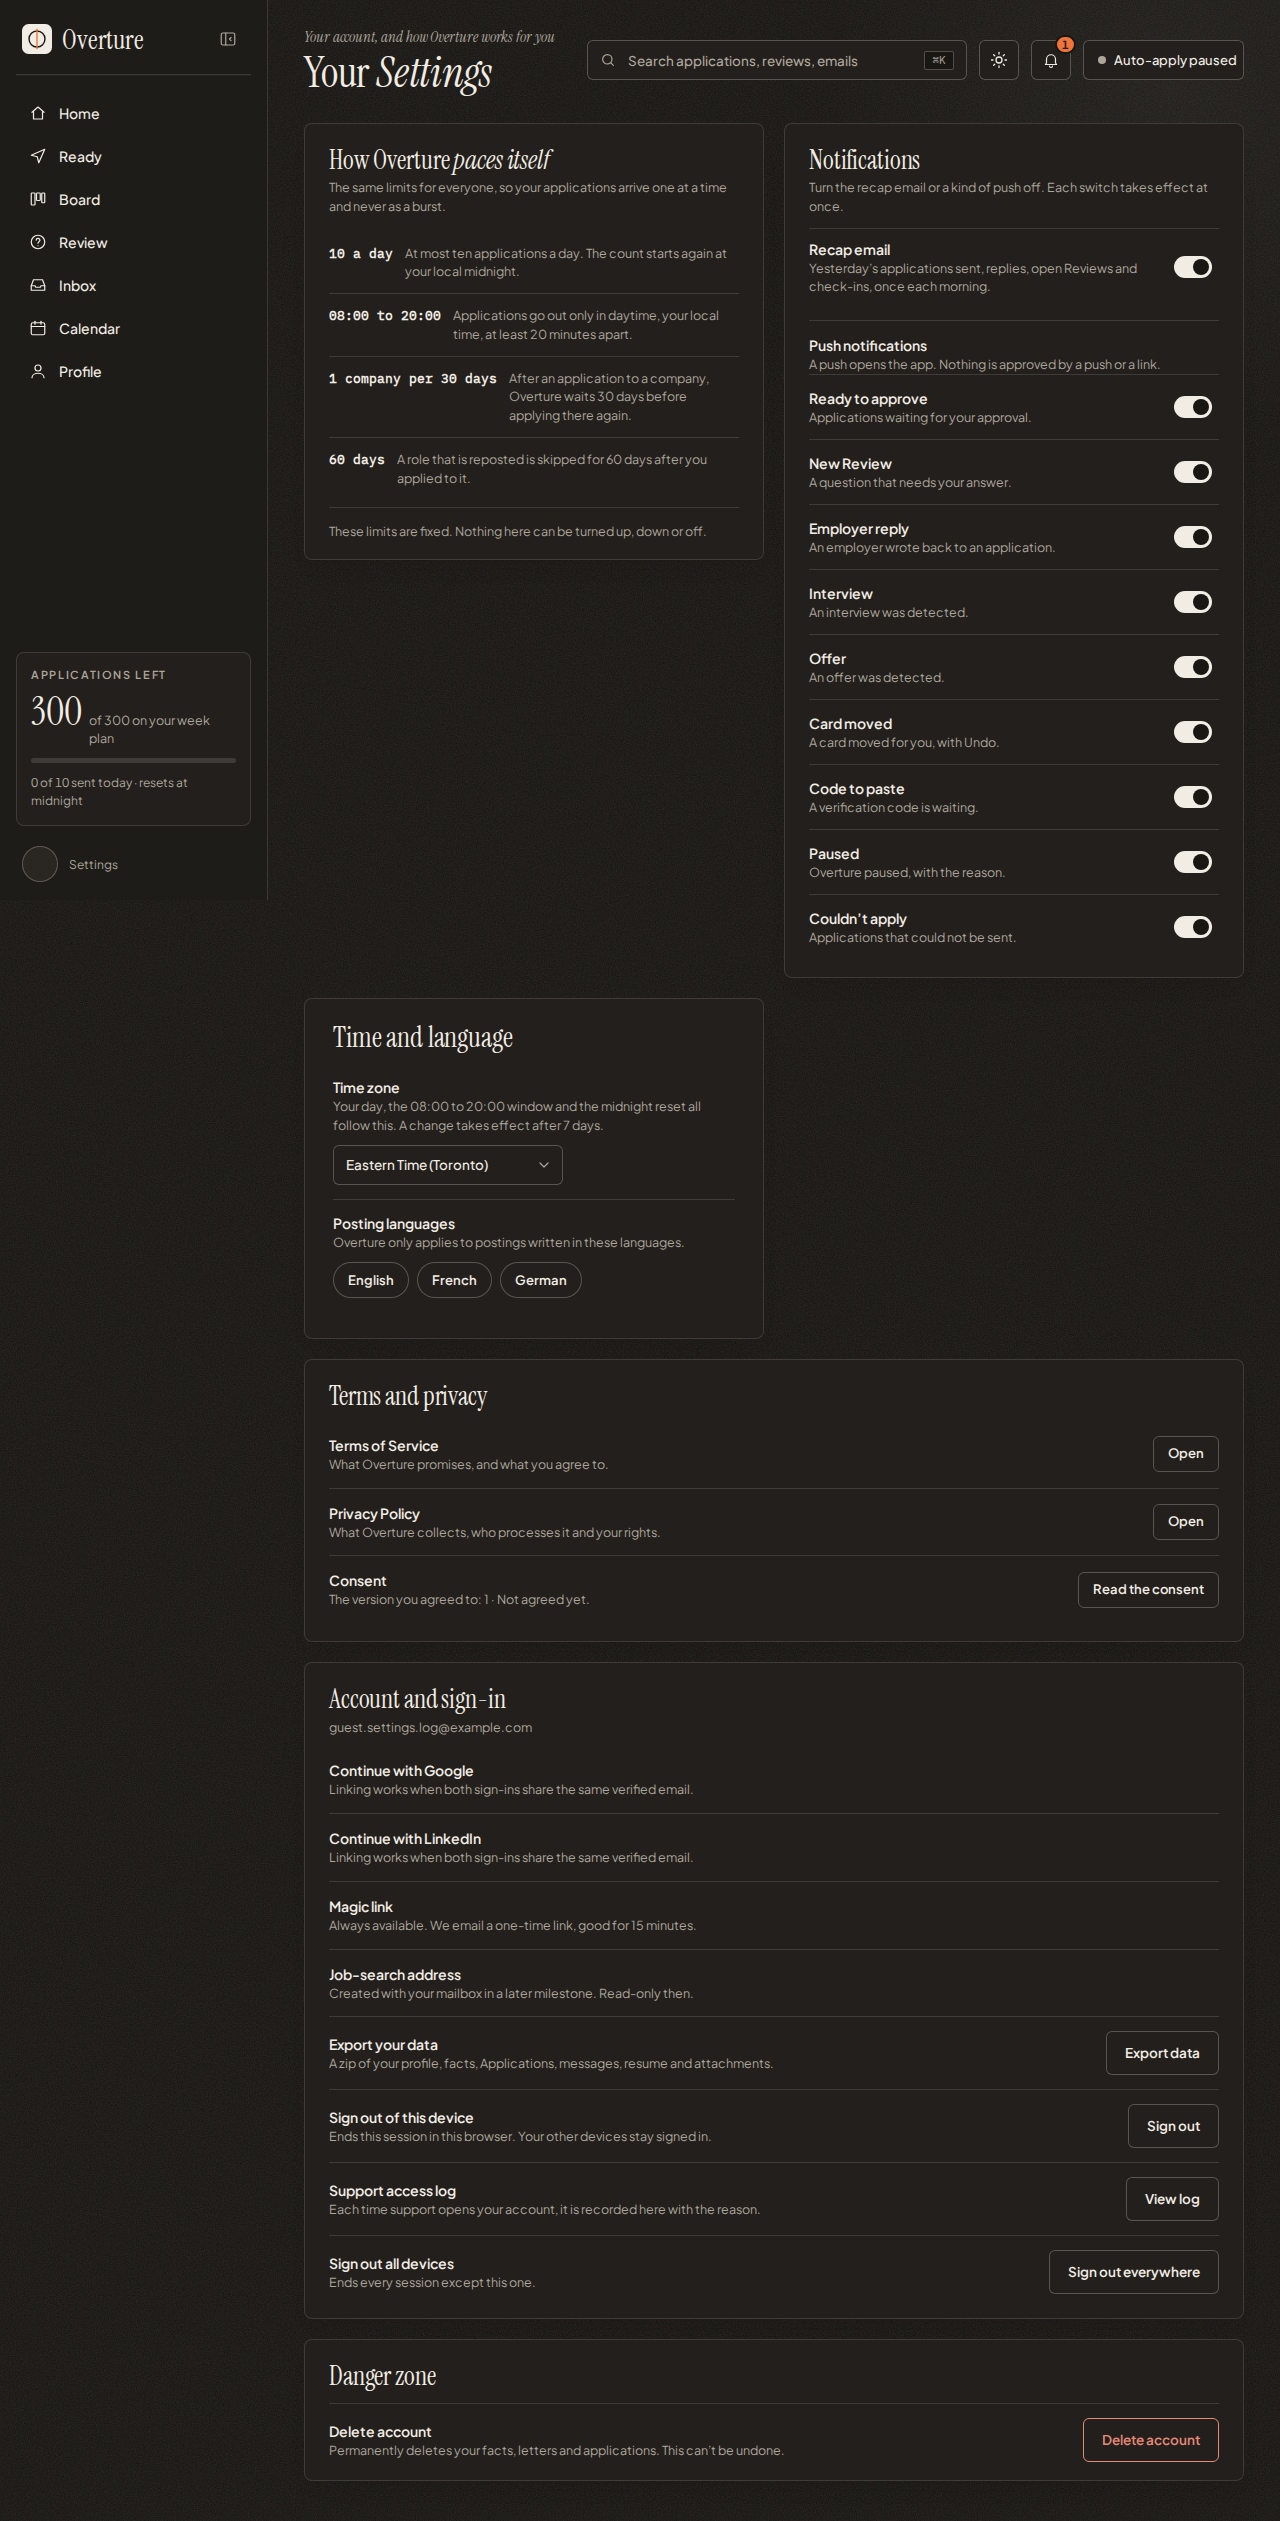 Overture
Home
Ready
Board
Review
Inbox
Calendar
Profile
APPLICATIONS LEFT
300 of 300 on your week
plan
0 of 10 sent today · resets at
midnight
Settings
Your account, and how Overture works for you
Your Settings
Search applications, reviews, emails
⌘K
1
Auto-apply paused
How Overture paces itself
The same limits for everyone, so your applications arrive one at a time
and never as a burst.
10 a day At most ten applications a day. The count starts again at
your local midnight.
08:00 to 20:00 Applications go out only in daytime, your local
time, at least 20 minutes apart.
1 company per 30 days After an application to a company,
Overture waits 30 days before
applying there again.
60 days A role that is reposted is skipped for 60 days after you
applied to it.
These limits are fixed. Nothing here can be turned up, down or off.
Notifications
Turn the recap email or a kind of push off. Each switch takes effect at
once.
Recap email
Yesterday's applications sent, replies, open Reviews and
check-ins, once each morning.
Push notifications
A push opens the app. Nothing is approved by a push or a link.
Ready to approve
Applications waiting for your approval.
New Review
A question that needs your answer.
Employer reply
An employer wrote back to an application.
Interview
An interview was detected.
Offer
An offer was detected.
Card moved
A card moved for you, with Undo.
Code to paste
A verification code is waiting.
Paused
Overture paused, with the reason.
Couldn't apply
Applications that could not be sent.
Time and language
Time zone
Your day, the 08:00 to 20:00 window and the midnight reset all
follow this. A change takes effect after 7 days.
Eastern Time (Toronto)
Posting languages
Overture only applies to postings written in these languages.
English
French
German
Terms and privacy
Terms of Service
What Overture promises, and what you agree to.
Open
Privacy Policy
What Overture collects, who processes it and your rights.
Open
Consent
The version you agreed to: 1 · Not agreed yet.
Read the consent
Account and sign-in
guest.settings.log@example.com
Continue with Google
Linking works when both sign-ins share the same verified email.
Continue with LinkedIn
Linking works when both sign-ins share the same verified email.
Magic link
Always available. We email a one-time link, good for 15 minutes.
Job-search address
Created with your mailbox in a later milestone. Read-only then.
Export your data
A zip of your profile, facts, Applications, messages, resume and attachments.
Export data
Sign out of this device
Ends this session in this browser. Your other devices stay signed in.
Sign out
Support access log
Each time support opens your account, it is recorded here with the reason.
View log
Sign out all devices
Ends every session except this one.
Sign out everywhere
Danger zone
Delete account
Permanently deletes your facts, letters and applications. This can't be undone.
Delete account